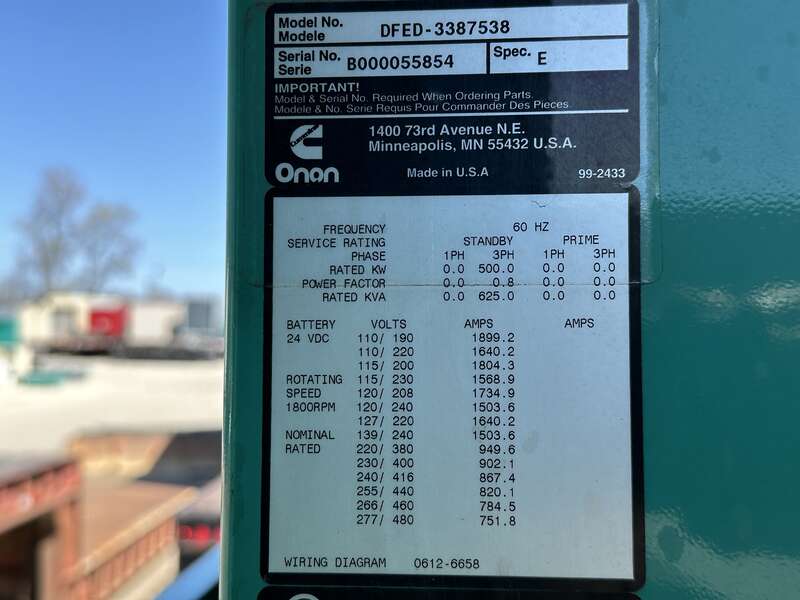 Model No.
Modele
DFED-3387538
Serial No.
Serie
B000055854
Spec.
E
IMPORTANT!
Model & Serial No. Required When Ordering Parts.
Modele & No. Serie Requis Pour Commander Des Pieces.
Cummins
Onan
1400 73rd Avenue N.E.
Minneapolis, MN 55432 U.S.A.
Made in U.S.A
99-2433
FREQUENCY 60 HZ
SERVICE RATING STANDBY PRIME
PHASE 1PH 3PH 1PH 3PH
RATED KW 0.0 500.0 0.0 0.0
POWER FACTOR 0.0 0.8 0.0 0.0
RATED KVA 0.0 625.0 0.0 0.0
BATTERY VOLTS AMPS AMPS
24 VDC 110/ 190 1899.2
110/ 220 1640.2
115/ 200 1804.3
ROTATING 115/ 230 1568.9
SPEED 120/ 208 1734.9
1800RPM 120/ 240 1503.6
127/ 220 1640.2
NOMINAL 139/ 240 1503.6
RATED 220/ 380 949.6
230/ 400 902.1
240/ 416 867.4
255/ 440 820.1
266/ 460 784.5
277/ 480 751.8
WIRING DIAGRAM 0612-6658